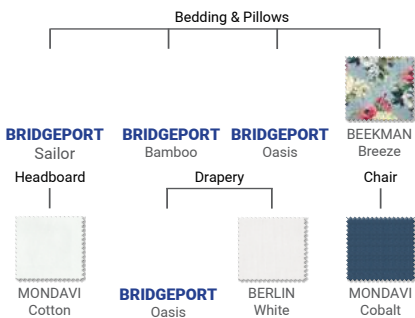 Bedding & Pillows
BRIDGEPORT BRIDGEPORT BRIDGEPORT BEEKMAN
Sailor Bamboo Oasis Breeze
Headboard Drapery Chair
MONDAVI BRIDGEPORT BERLIN MONDAVI
Cotton Oasis White Cobalt